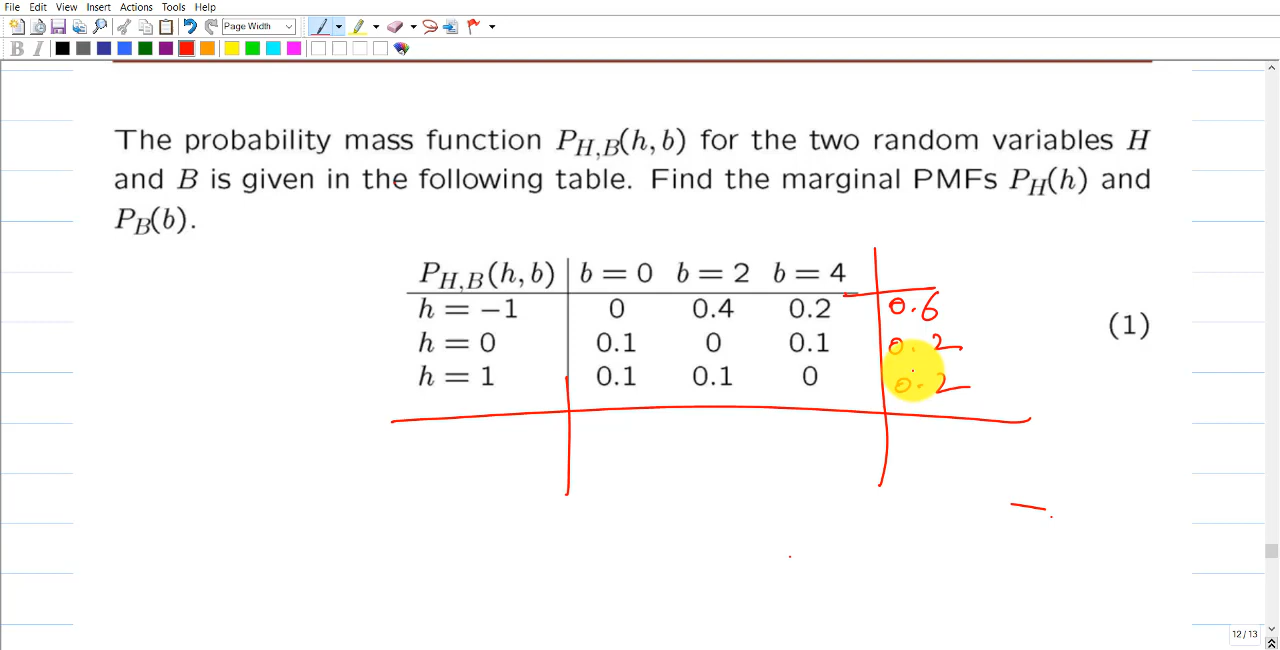 File Edit View Insert Actions Tools Help
Page Width
B I
The probability mass function P_{H,B}(h, b) for the two random variables H
and B is given in the following table. Find the marginal PMFs P_H(h) and
P_B(b).
P_{H,B}(h, b) b = 0 b = 2 b = 4
h = −1 0 0.4 0.2 0.6
h = 0 0.1 0 0.1 0.2
h = 1 0.1 0.1 0 0.2
(1)
12 / 13